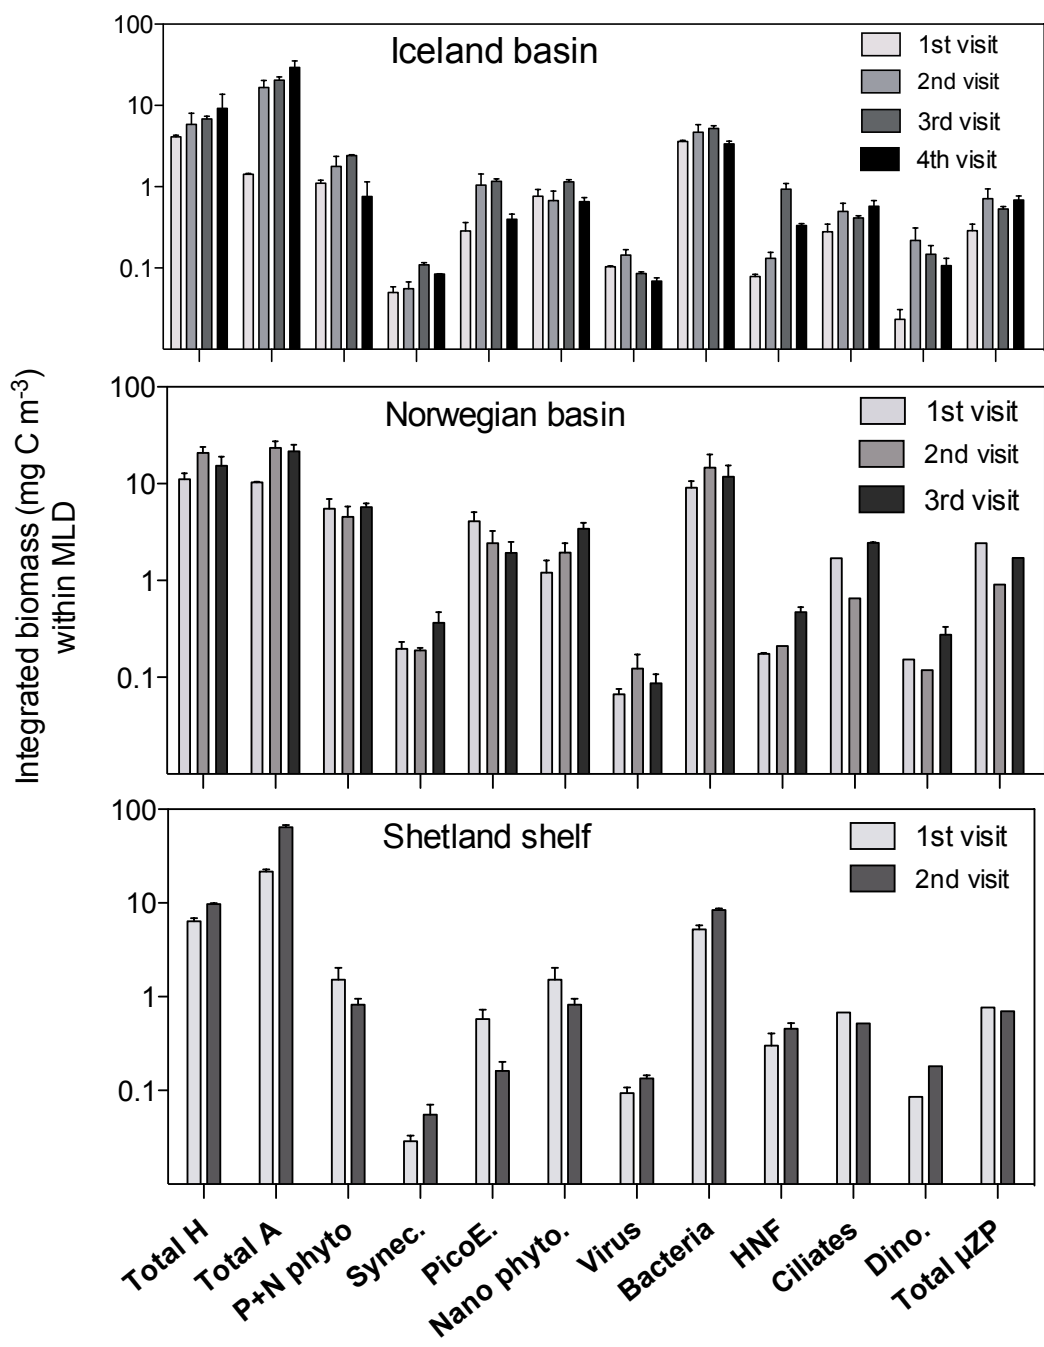 Iceland basin
100
10
1
0.1
1st visit
2nd visit
3rd visit
4th visit
Integrated biomass (mg C m-3)
within MLD
Norwegian basin
100
10
1
0.1
1st visit
2nd visit
3rd visit
Shetland shelf
100
10
1
0.1
1st visit
2nd visit
Total H
Total A
P+N phyto
Synec.
PicoE.
Nano phyto.
Virus
Bacteria
HNF
Ciliates
Dino.
Total µZP